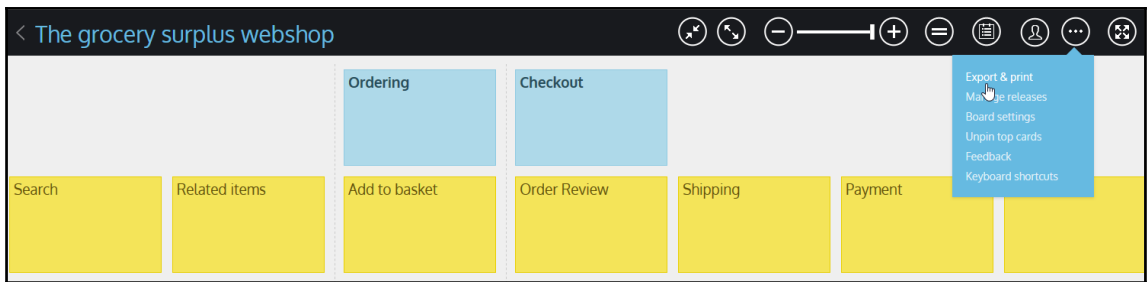 The grocery surplus webshop
Export & print
Manage releases
Board settings
Unpin top cards
Feedback
Keyboard shortcuts
Ordering
Checkout
Search
Related items
Add to basket
Order Review
Shipping
Payment